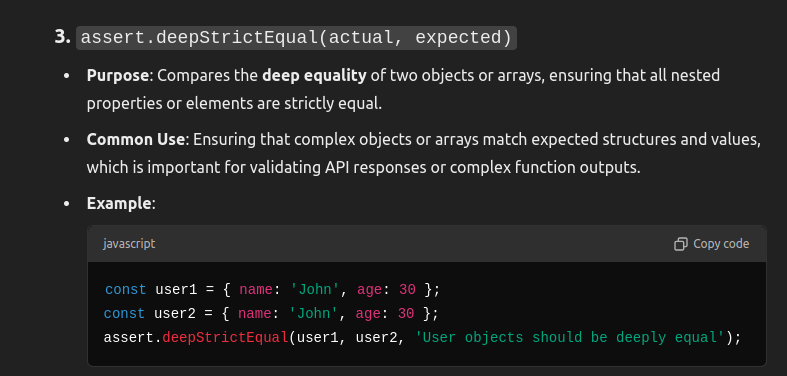 3. assert.deepStrictEqual(actual, expected)
• Purpose: Compares the deep equality of two objects or arrays, ensuring that all nested
properties or elements are strictly equal.
• Common Use: Ensuring that complex objects or arrays match expected structures and values,
which is important for validating API responses or complex function outputs.
• Example:
javascript Copy code
const user1 = { name: 'John', age: 30 };
const user2 = { name: 'John', age: 30 };
assert.deepStrictEqual(user1, user2, 'User objects should be deeply equal');